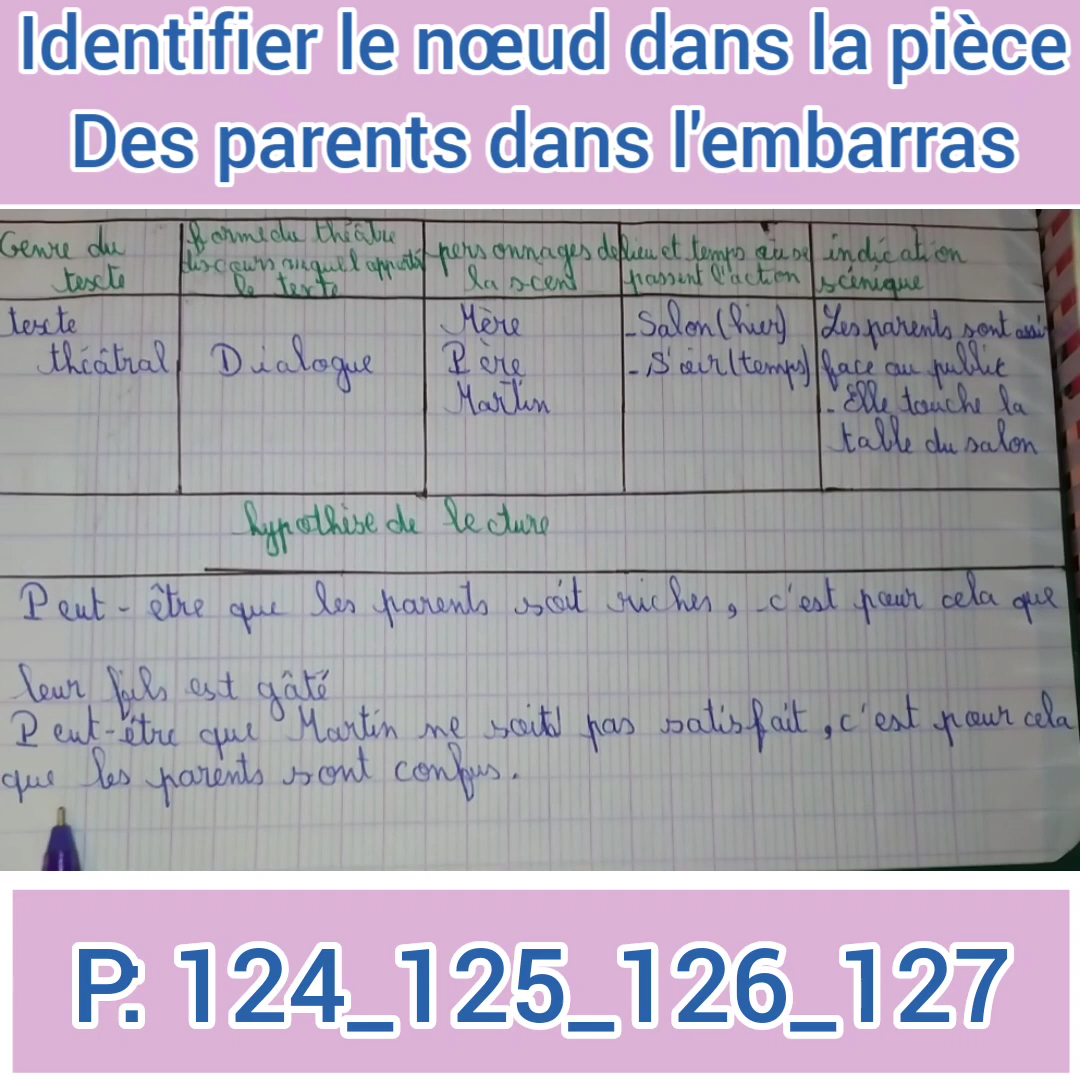 Identifier le nœud dans la pièce
Des parents dans l'embarras
Genre du texte
forme du théâtre discours auquel appartt le texte
personnages de la scene
lieu et temps où se passent l'action
indication scénique
texte théâtral
Dialogue
Mère
Père
Martin
-Salon (hier)
-Soir (temps)
Les parents sont assi
face au public
- Elle touche la
table du salon
hypothèse de lecture
Peut-être que les parents soit riches, c'est pour cela que
leur fils est gâté
Peut-être que Martin ne soit pas satisfait, c'est pour cela
que les parents sont confus.
P. 124_125_126_127